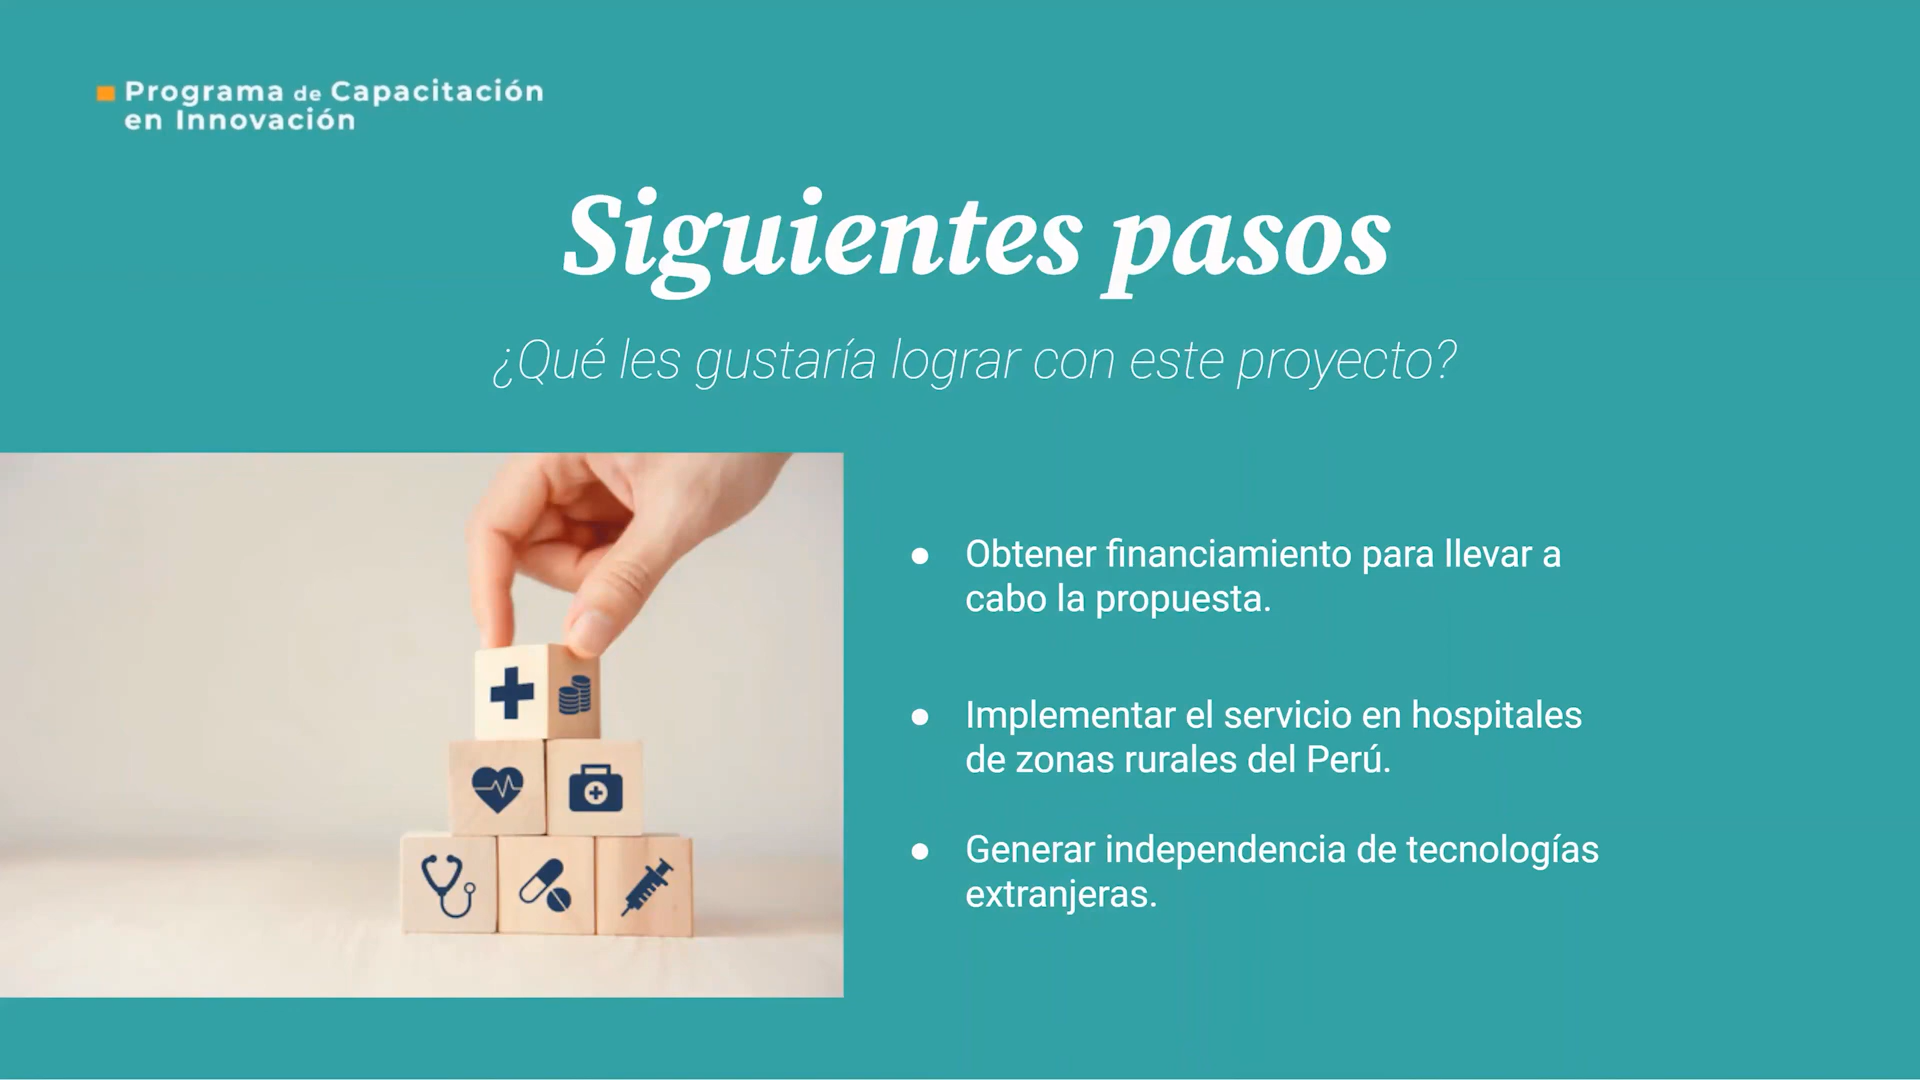 Programa de Capacitación
en Innovación
Siguientes pasos
¿Qué les gustaría lograr con este proyecto?
● Obtener financiamiento para llevar a
cabo la propuesta.
● Implementar el servicio en hospitales
de zonas rurales del Perú.
● Generar independencia de tecnologías
extranjeras.